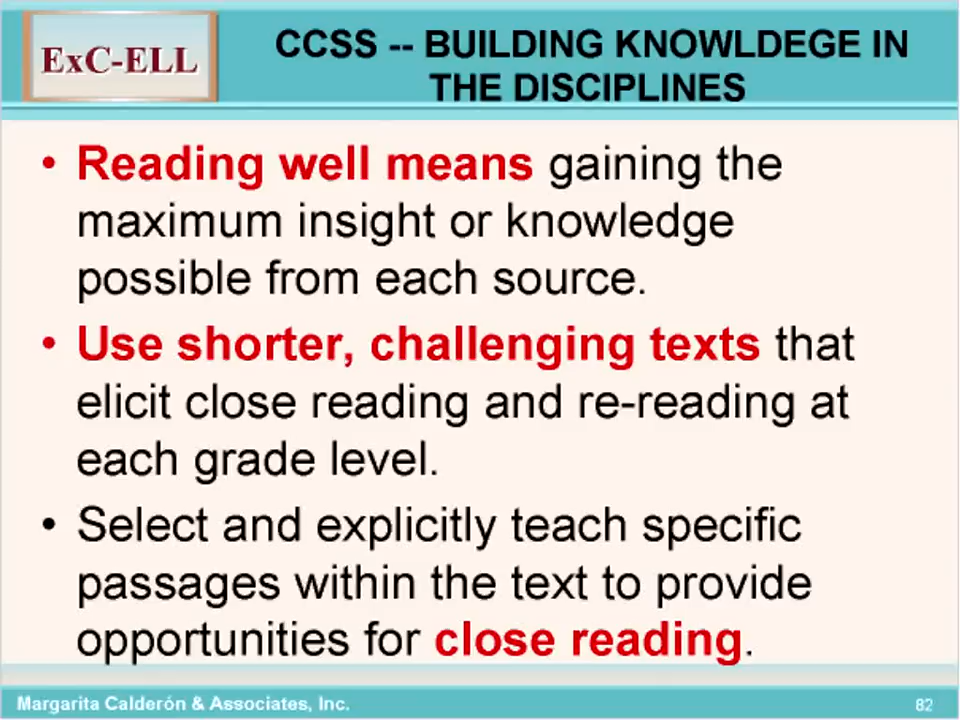 ExC-ELL
CCSS -- BUILDING KNOWLDEGE IN
THE DISCIPLINES
• Reading well means gaining the
maximum insight or knowledge
possible from each source.
• Use shorter, challenging texts that
elicit close reading and re-reading at
each grade level.
• Select and explicitly teach specific
passages within the text to provide
opportunities for close reading.
Margarita Calderón & Associates, Inc.
82